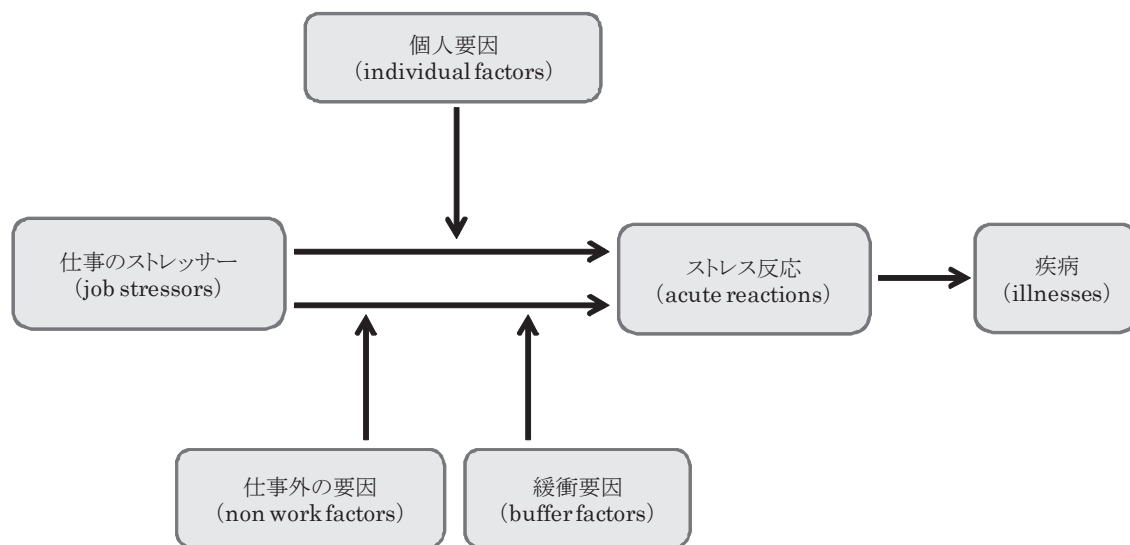 個人要因
(individual factors)
仕事のストレッサー
(job stressors)
ストレス反応
(acute reactions)
疾病
(illnesses)
仕事外の要因
(non work factors)
緩衝要因
(buffer factors)